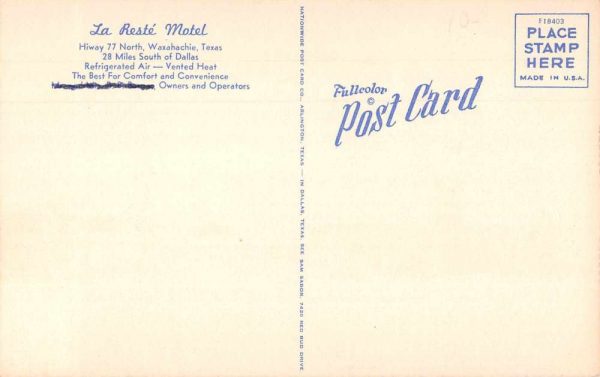 La Resté Motel
Hiway 77 North, Waxahachie, Texas
28 Miles South of Dallas
Refrigerated Air — Vented Heat
The Best For Comfort and Convenience
Owners and Operators
NATIONWIDE POST CARD CO., ARLINGTON, TEXAS — IN DALLAS, TEXAS, SEE SAM SABON, 7420 RED BUD DRIVE
Fullcolor
©
Post Card
F18403
PLACE
STAMP
HERE
MADE IN U.S.A.